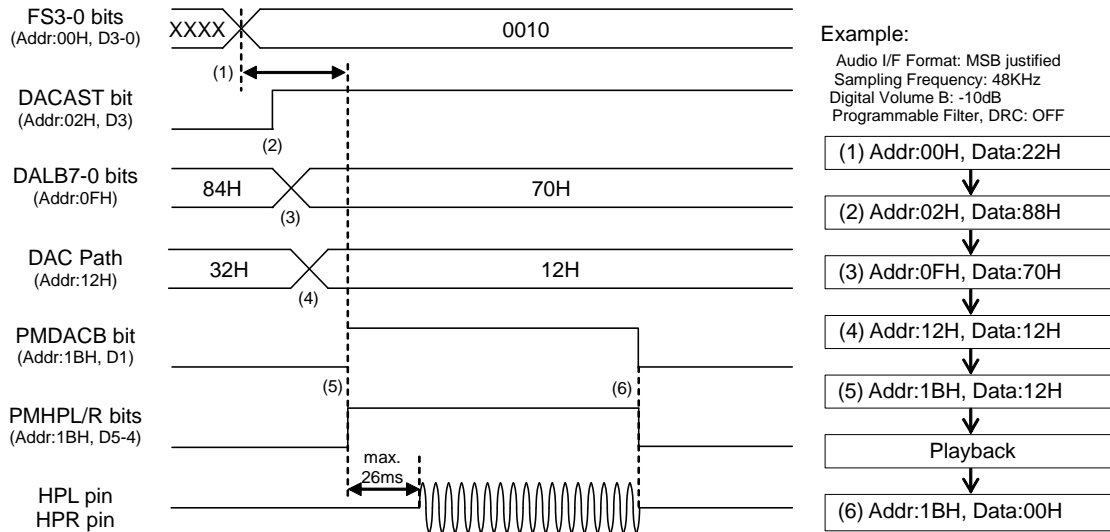 FS3-0 bits
(Addr:00H, D3-0)
XXXX
0010
(1)
DACAST bit
(Addr:02H, D3)
(2)
DALB7-0 bits
(Addr:0FH)
84H
70H
(3)
DAC Path
(Addr:12H)
32H
12H
(4)
PMDACB bit
(Addr:1BH, D1)
(5)
(6)
PMHPL/R bits
(Addr:1BH, D5-4)
max.
26ms
HPL pin
HPR pin
Example:
Audio I/F Format: MSB justified
Sampling Frequency: 48KHz
Digital Volume B: -10dB
Programmable Filter, DRC: OFF
(1) Addr:00H, Data:22H
(2) Addr:02H, Data:88H
(3) Addr:0FH, Data:70H
(4) Addr:12H, Data:12H
(5) Addr:1BH, Data:12H
Playback
(6) Addr:1BH, Data:00H